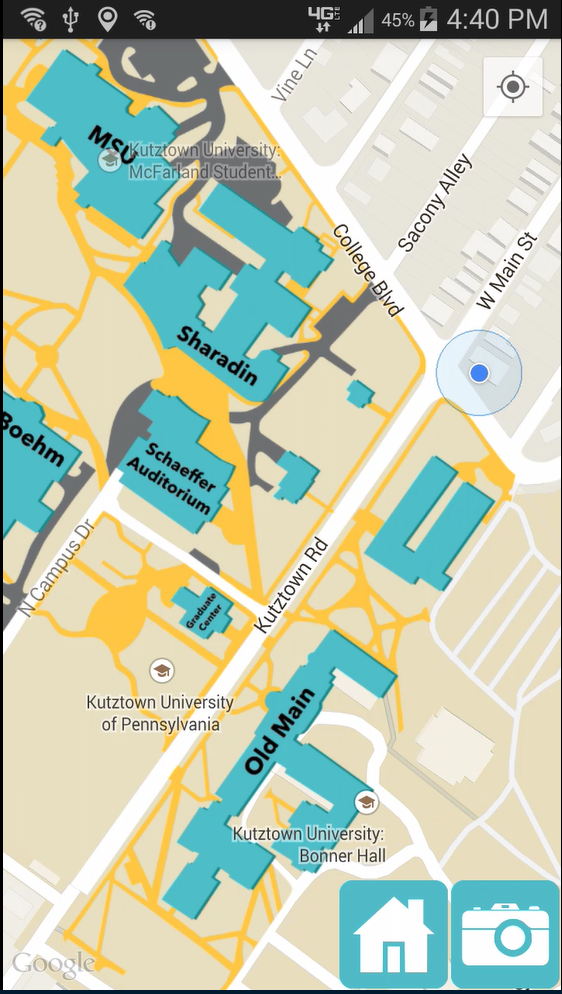 4G LTE 45% 4:40 PM
Vine Ln
MSU
Kutztown University:
McFarland Student...
Sacony Alley
College Blvd
W Main St
Sharadin
Boehm
Schaeffer
Auditorium
N Campus Dr
Kutztown Rd
Graduate
Center
Kutztown University
of Pennsylvania
Old Main
Kutztown University:
Bonner Hall
Google